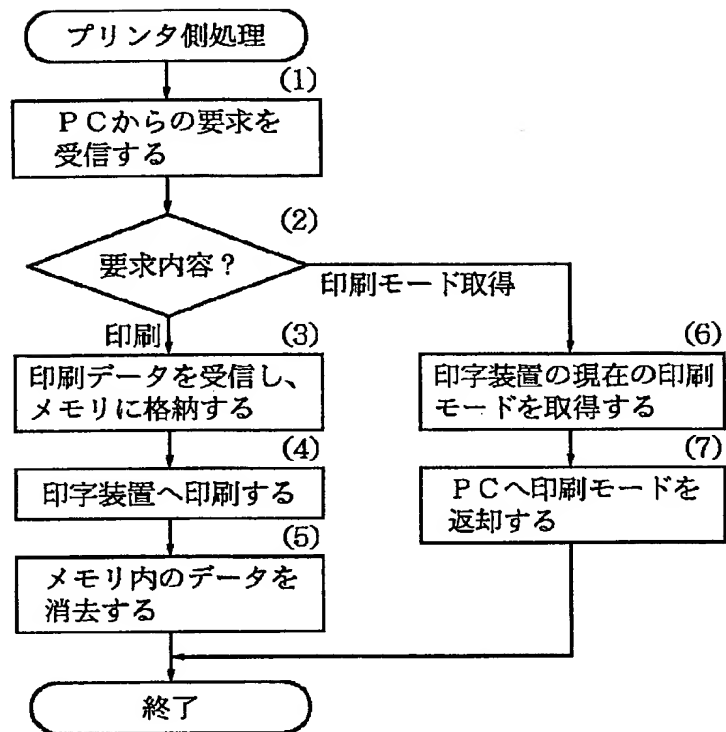 プリンタ側処理
(1)
PCからの要求を
受信する
(2)
要求内容?
印刷モード取得
印刷
(3)
印刷データを受信し、
メモリに格納する
(4)
印字装置へ印刷する
(5)
メモリ内のデータを
消去する
(6)
印字装置の現在の印刷
モードを取得する
(7)
PCへ印刷モードを
返却する
終了